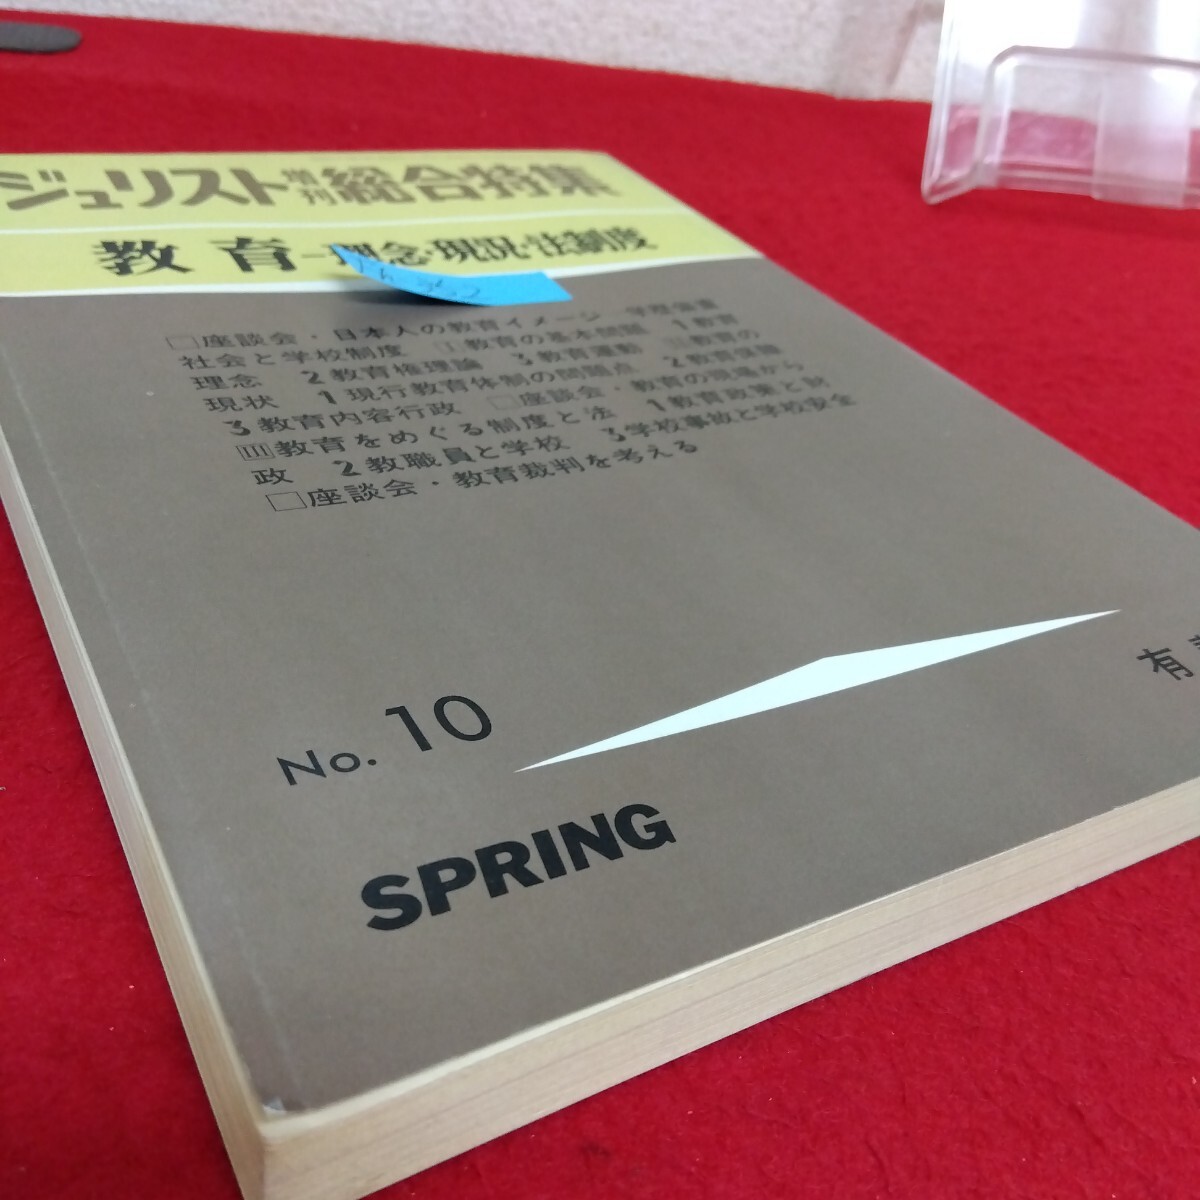 ジュリスト増刊総合特集
教育―理念・現況・法制度
□座談会・日本人の教育イメージ―学歴偏重
社会と学校制度 Ⅰ教育の基本問題 1教育
理念 2教育権理論 3教育運動 Ⅱ教育の
現状 1現行教育体制の問題点 2教育保障
3教育内容行政 □座談会・教育の現場から
Ⅲ教育をめぐる制度と法 1教育政策と財
政 2教職員と学校 3学校事故と学校安全
□座談会・教育裁判を考える
No. 10
SPRING
有